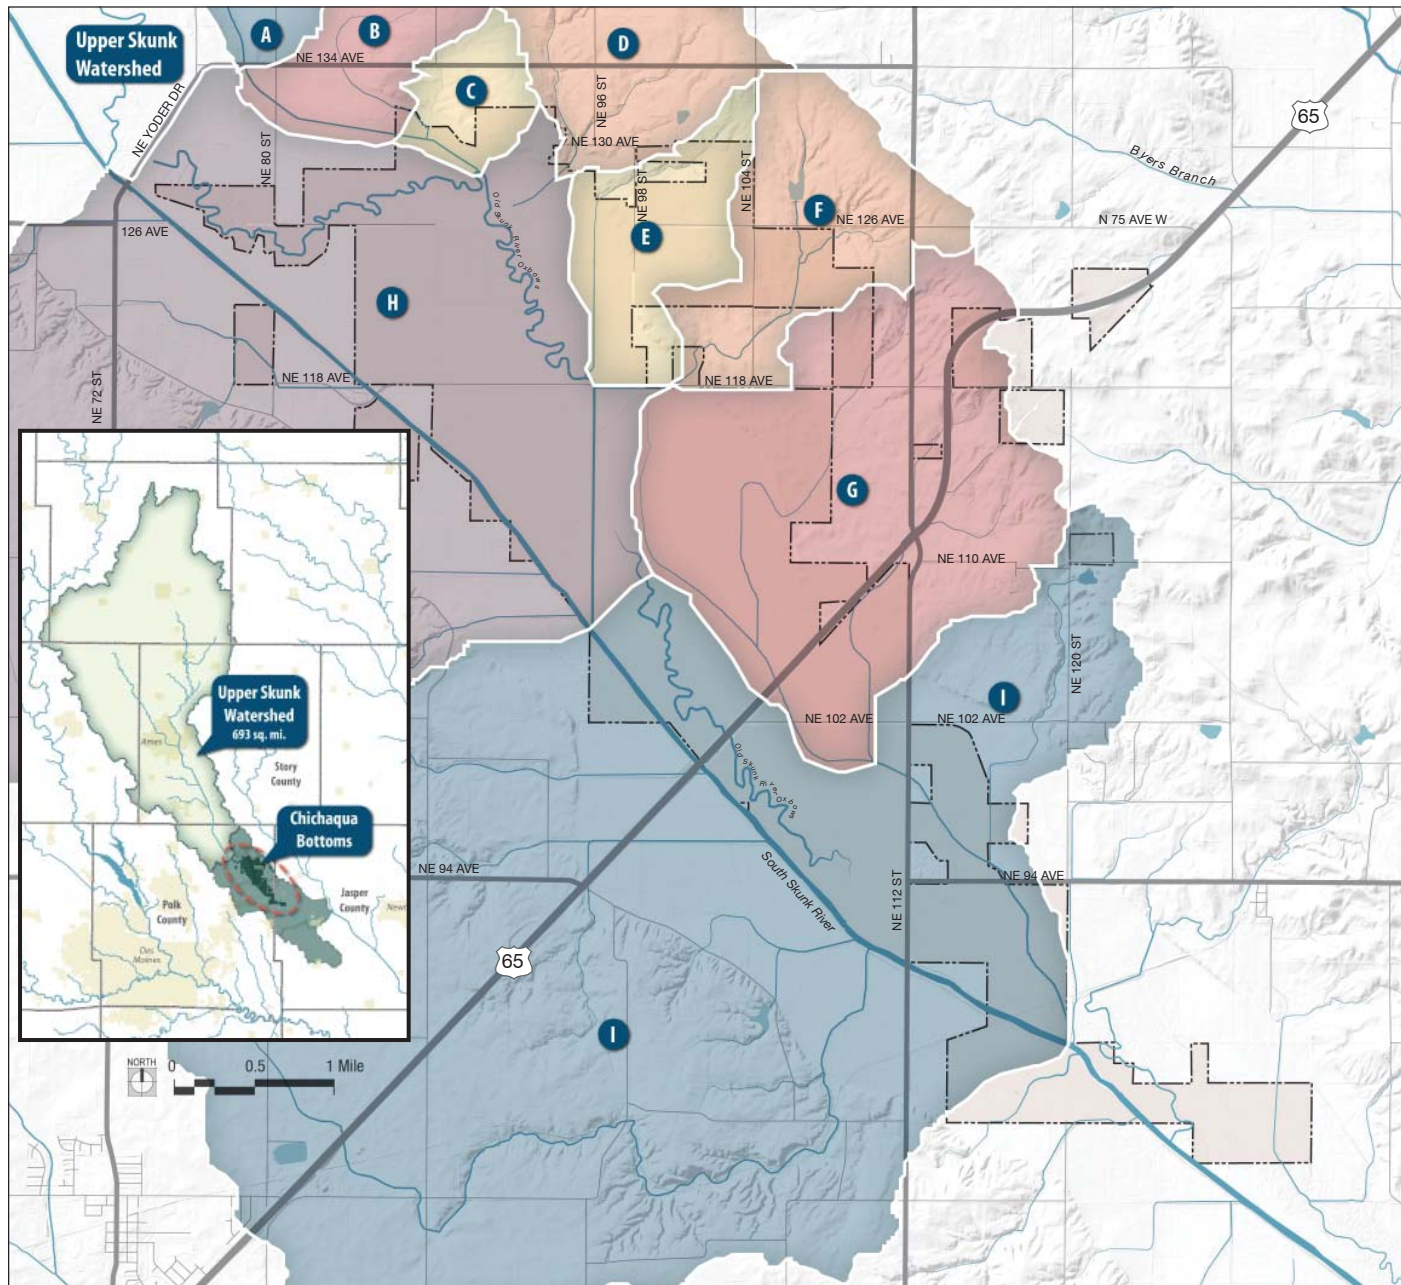 Upper Skunk
Watershed
A
B
C
D
NE 134 AVE
NE YODER DR
NE 80 ST
NE 96 ST
NE 130 AVE
NE 98 ST
NE 104 ST
65
Byers Branch
N 75 AVE W
126 AVE
F
NE 126 AVE
E
Old Skunk River Oxbows
H
NE 118 AVE
NE 118 AVE
NE 72 ST
G
NE 110 AVE
NE 120 ST
I
NE 102 AVE
NE 102 AVE
Old Skunk River Oxbows
South Skunk River
NE 94 AVE
NE 94 AVE
NE 112 ST
65
I
Upper Skunk
Watershed
693 sq. mi.
Ames
Story
County
Chichaqua
Bottoms
Jasper
County
Polk
County
Des
Moines
NORTH
0 0.5 1 Mile